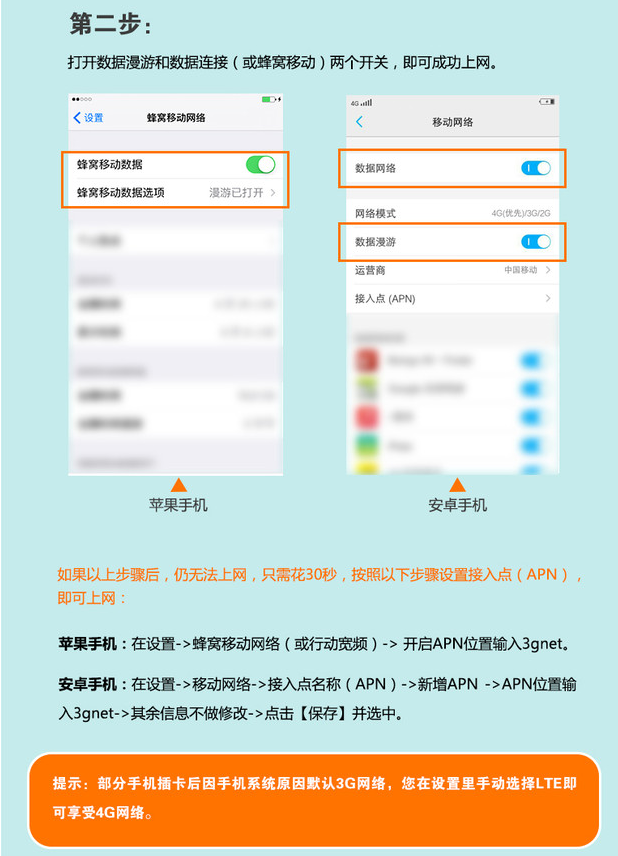 第二步：
打开数据漫游和数据连接（或蜂窝移动）两个开关，即可成功上网。
设置
蜂窝移动网络
蜂窝移动数据
蜂窝移动数据选项
漫游已打开
苹果手机
4G
移动网络
数据网络
网络模式
4G(优先)/3G/2G
数据漫游
运营商
中国移动
接入点 (APN)
安卓手机
如果以上步骤后，仍无法上网，只需花30秒，按照以下步骤设置接入点（APN），
即可上网：
苹果手机：在设置->蜂窝移动网络（或行动宽频）-> 开启APN位置输入3gnet。
安卓手机：在设置->移动网络->接入点名称（APN）->新增APN ->APN位置输
入3gnet->其余信息不做修改->点击【保存】并选中。
提示：部分手机插卡后因手机系统原因默认3G网络，您在设置里手动选择LTE即
可享受4G网络。